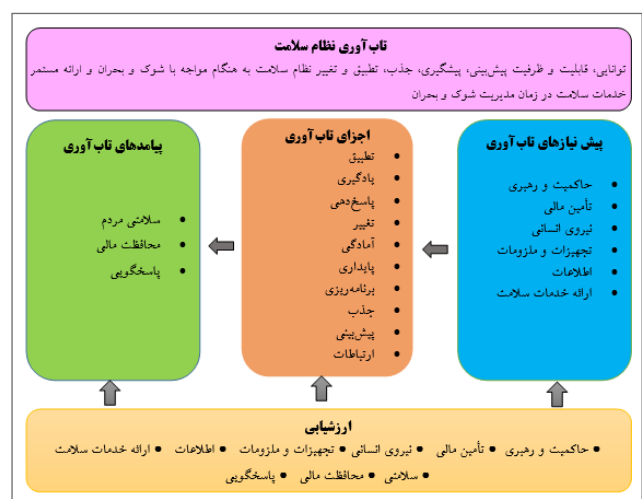 تاب‌آوری نظام سلامت
توانایی، قابلیت و ظرفیت پیش‌بینی، پیشگیری، جذب، تطبیق و تغییر نظام سلامت به هنگام مواجه با شوک و بحران و ارائه مستمر
خدمات سلامت در زمان مدیریت شوک و بحران
پیش نیازهای تاب‌آوری
• حاکمیت و رهبری
• تأمین مالی
• نیروی انسانی
• تجهیزات و ملزومات
• اطلاعات
• ارائه خدمات سلامت
اجزای تاب‌آوری
• تطبیق
• یادگیری
• پاسخ‌دهی
• تغییر
• آمادگی
• پایداری
• برنامه‌ریزی
• جذب
• پیش‌بینی
• ارتباطات
پیامدهای تاب‌آوری
• سلامتی مردم
• محافظت مالی
• پاسخگویی
ارزشیابی
• حاکمیت و رهبری • تأمین مالی • نیروی انسانی • تجهیزات و ملزومات • اطلاعات • ارائه خدمات سلامت
• سلامتی • محافظت مالی • پاسخگویی